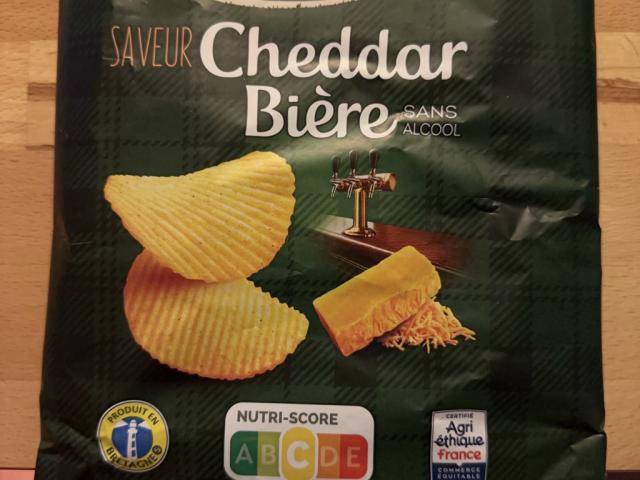 SAVEUR Cheddar
Bière SANS
ALCOOL
PRODUIT EN
BRETAGNE
NUTRI-SCORE
A B C D E
CERTIFIÉ
Agri
éthique
france
COMMERCE
ÉQUITABLE